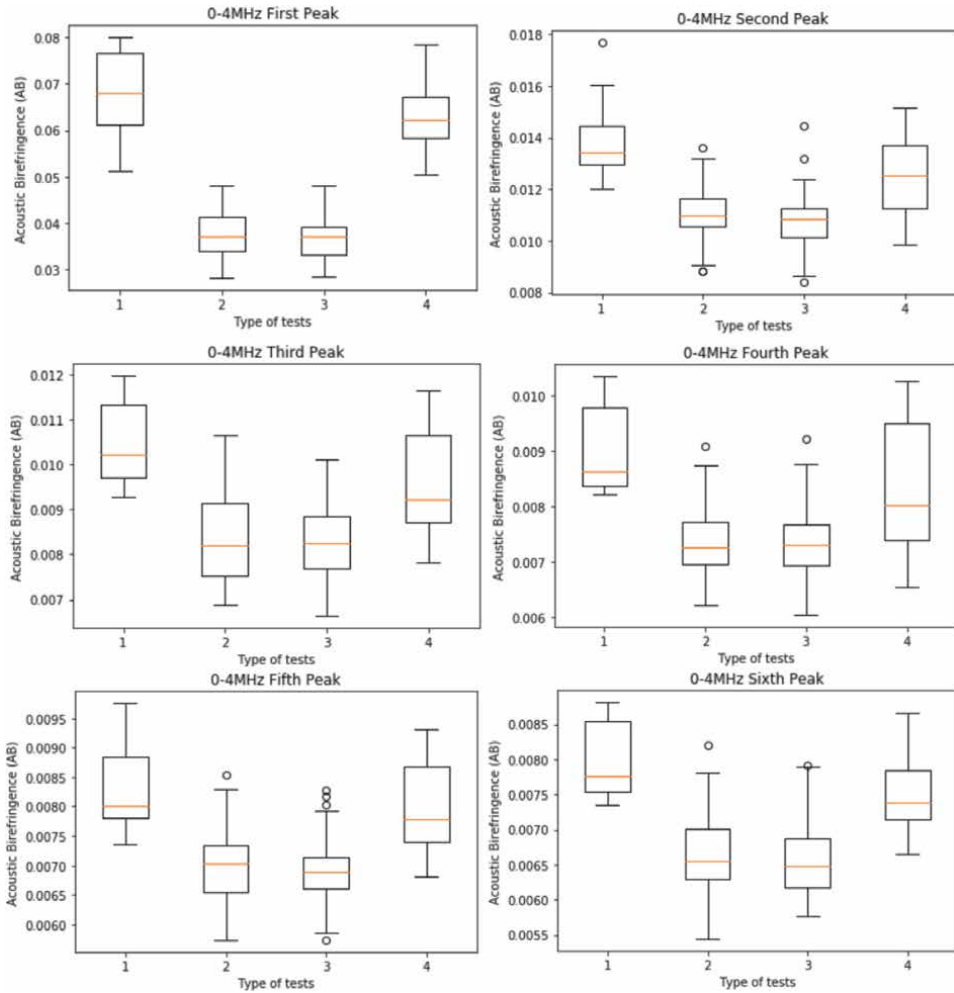 0-4MHz First Peak
Acoustic Birefringence (AB)
0.08
0.07
0.06
0.05
0.04
0.03
1 2 3 4
Type of tests
0-4MHz Second Peak
Acoustic Birefringence (AB)
0.018
0.016
0.014
0.012
0.010
0.008
1 2 3 4
Type of tests
0-4MHz Third Peak
Acoustic Birefringence (AB)
0.012
0.011
0.010
0.009
0.008
0.007
1 2 3 4
Type of tests
0-4MHz Fourth Peak
Acoustic Birefringence (AB)
0.010
0.009
0.008
0.007
0.006
1 2 3 4
Type of tests
0-4MHz Fifth Peak
Acoustic Birefringence (AB)
0.0095
0.0090
0.0085
0.0080
0.0075
0.0070
0.0065
0.0060
1 2 3 4
Type of tests
0-4MHz Sixth Peak
Acoustic Birefringence (AB)
0.0085
0.0080
0.0075
0.0070
0.0065
0.0060
0.0055
1 2 3 4
Type of tests